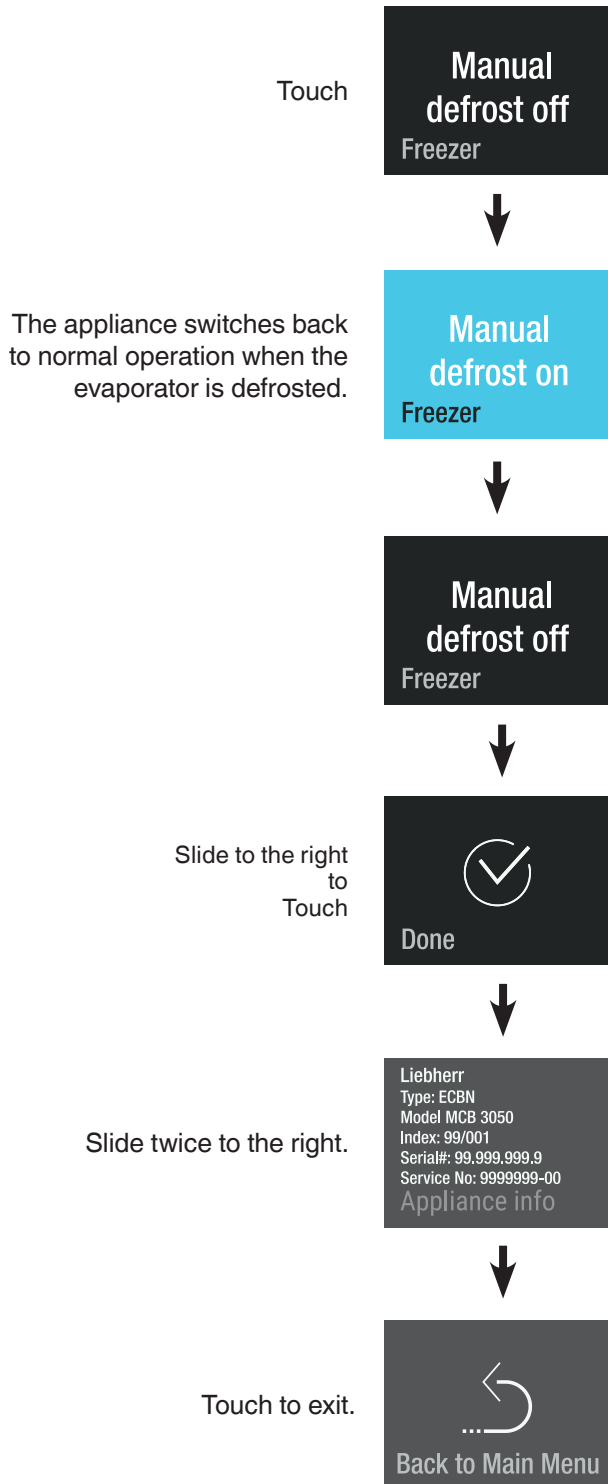 Touch
Manual
defrost off
Freezer
The appliance switches back
to normal operation when the
evaporator is defrosted.
Manual
defrost on
Freezer
Manual
defrost off
Freezer
Slide to the right
to
Touch
Done
Liebherr
Type: ECBN
Model MCB 3050
Index: 99/001
Serial#: 99.999.999.9
Service No: 9999999-00
Appliance info
Slide twice to the right.
Touch to exit.
Back to Main Menu